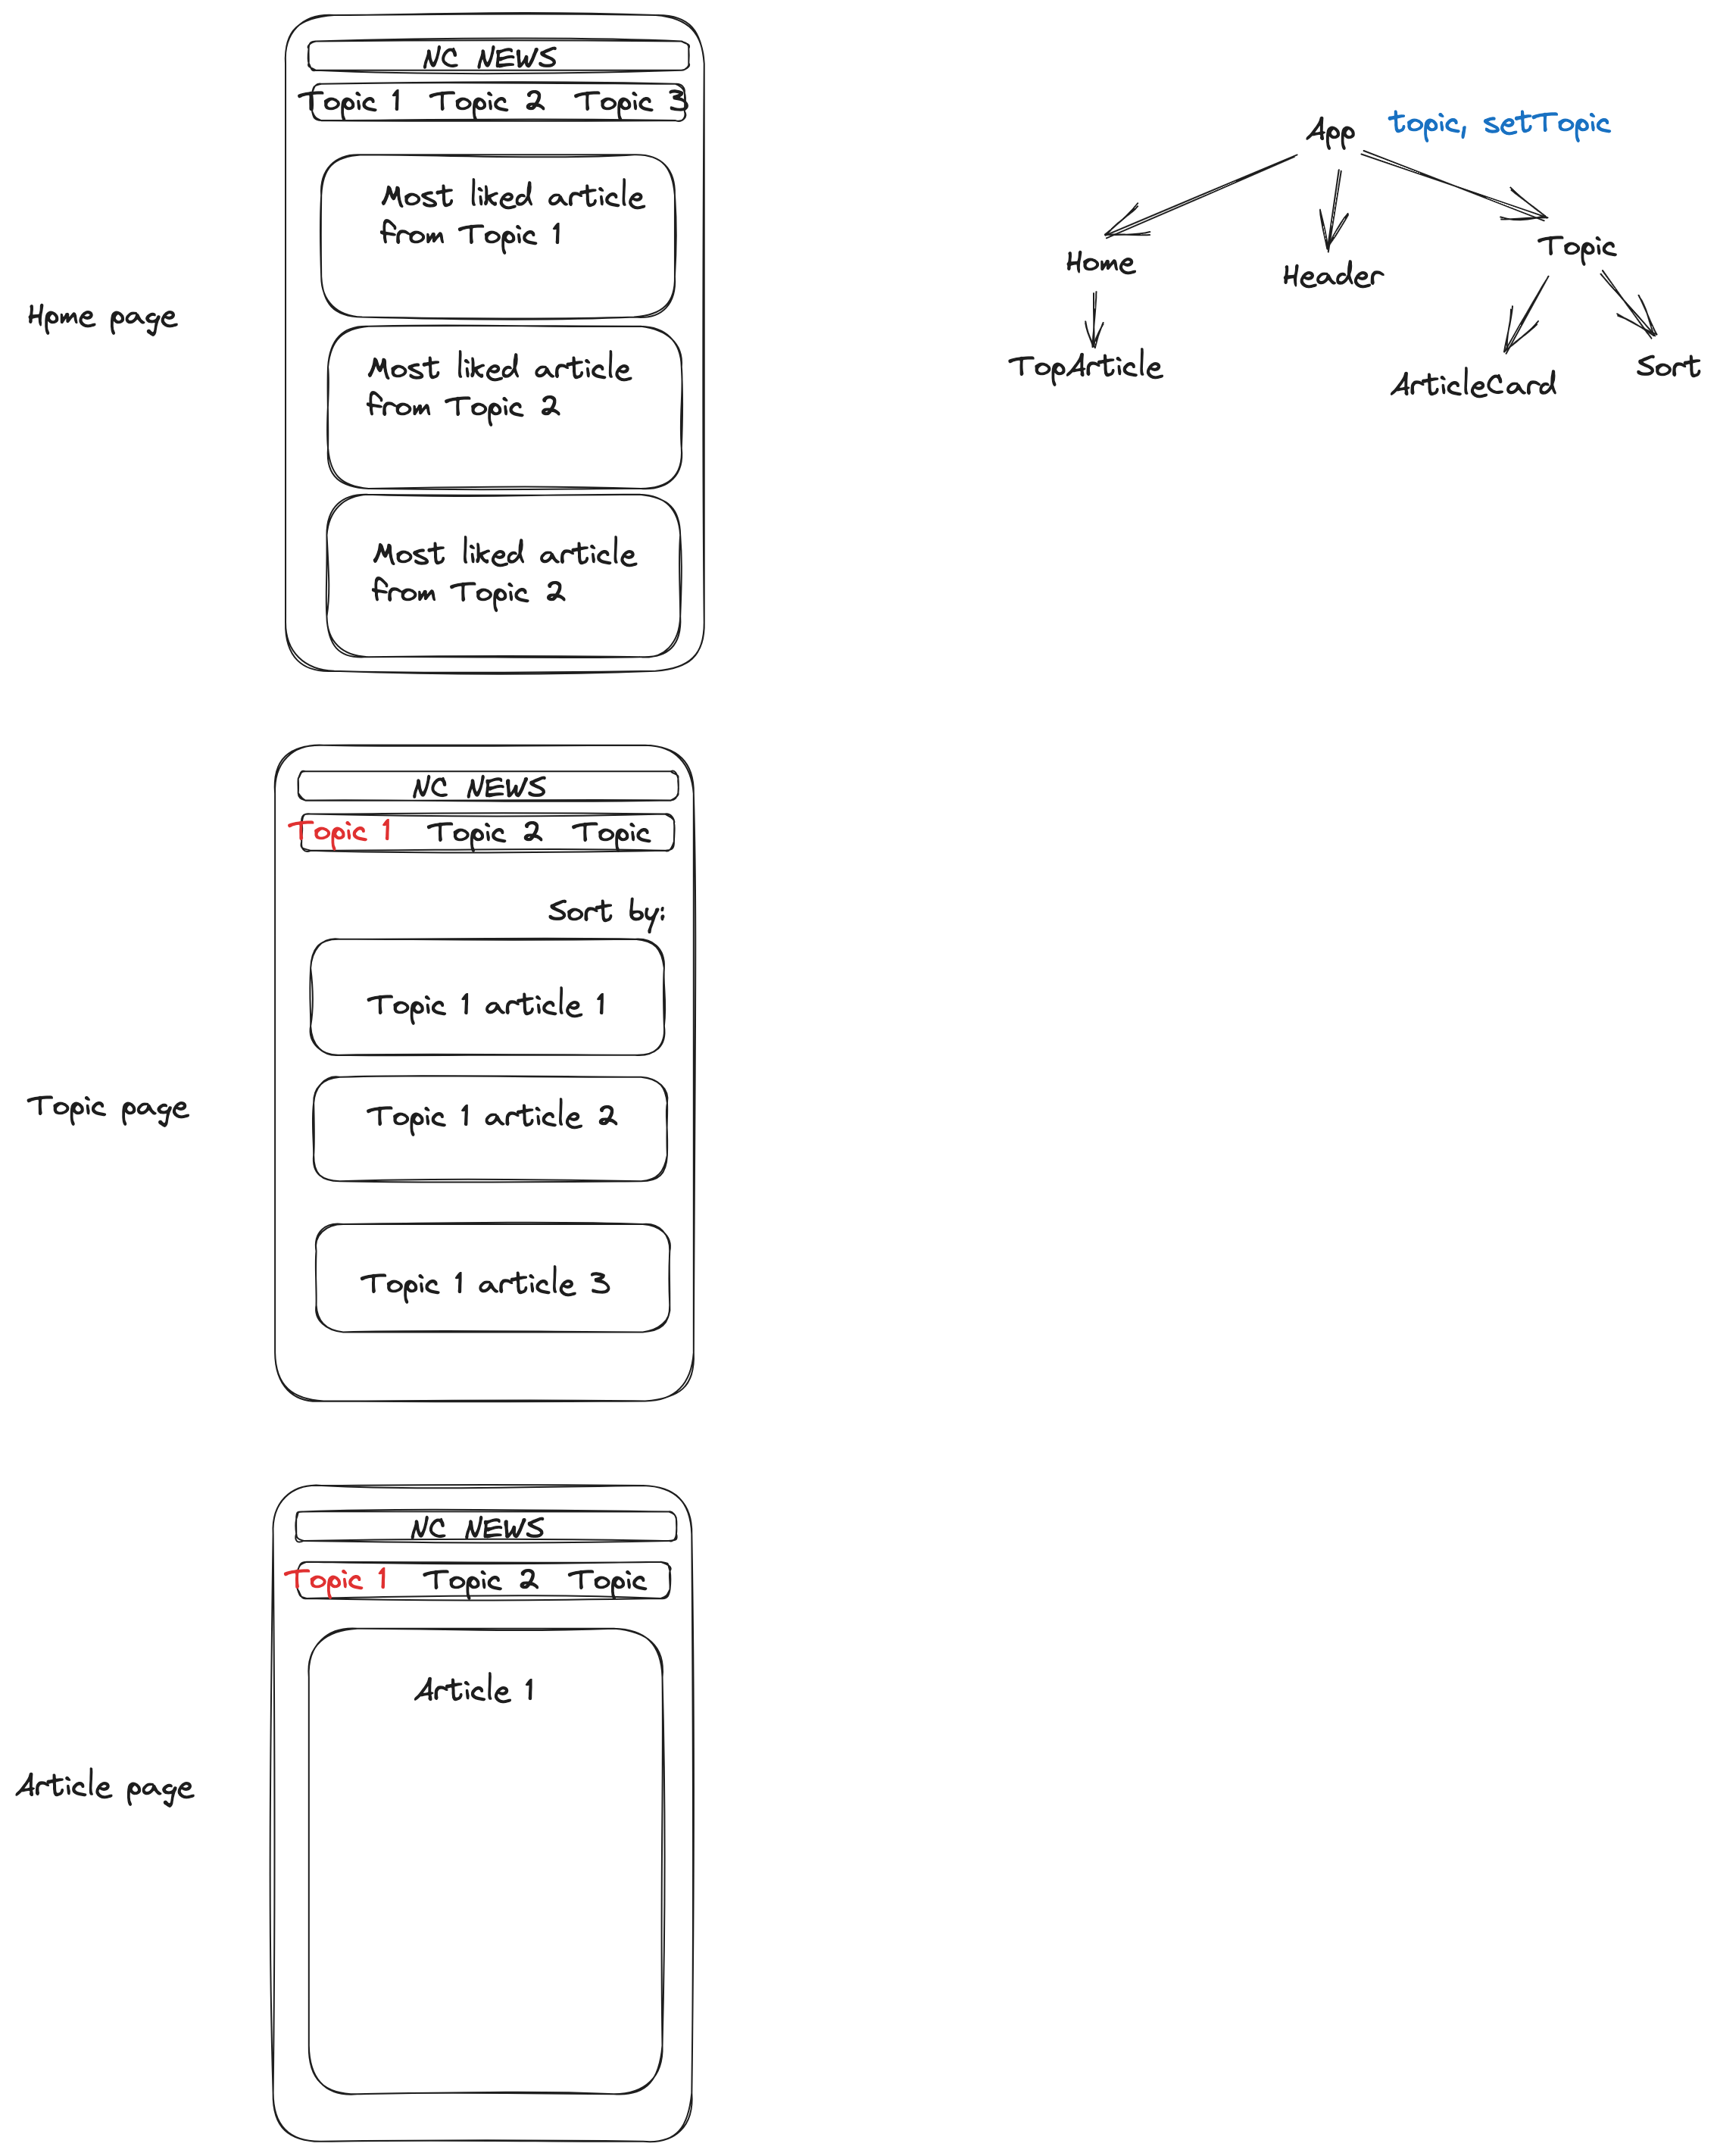 NC NEWS
Topic 1 Topic 2 Topic 3
Most liked article
from Topic 1
Home page
Most liked article
from Topic 2
Most liked article
from Topic 2
App topic, setTopic
Home Header Topic
TopArticle ArticleCard Sort
NC NEWS
Topic 1 Topic 2 Topic
Sort by:
Topic 1 article 1
Topic page
Topic 1 article 2
Topic 1 article 3
NC NEWS
Topic 1 Topic 2 Topic
Article 1
Article page